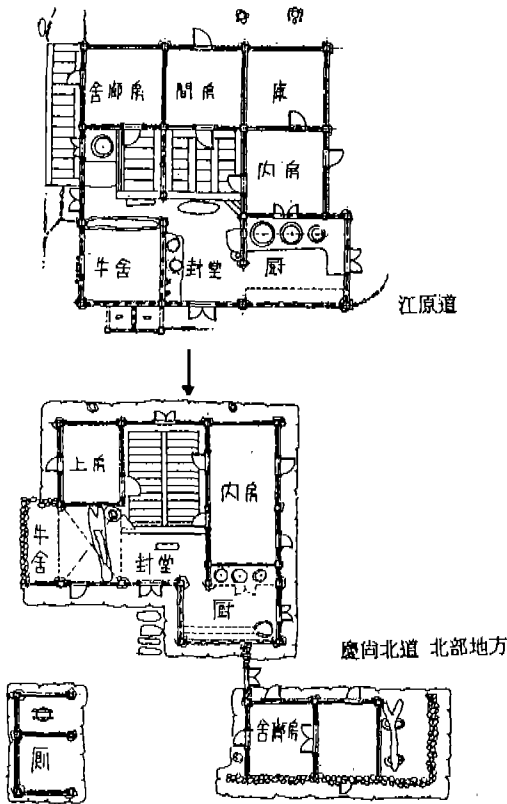 舍廊房 間房 庫
内房
牛舍 封堂 厨
江原道
上房
内房
牛舍 封堂
厨
慶尙北道 北部地方
舍廊房
厠